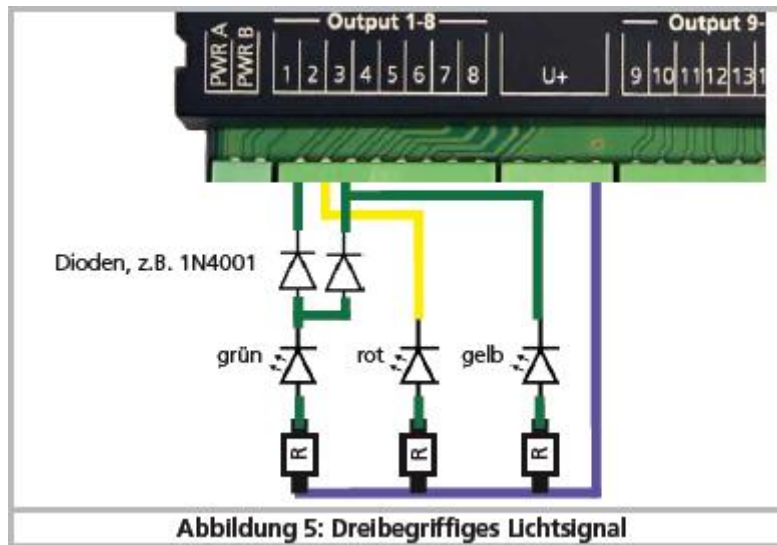 Output 1-8
Output 9-
PWR A
PWR B
1 2 3 4 5 6 7 8
U+
9 10 11 12 13 1
Dioden, z.B. 1N4001
grün
rot
gelb
R
R
R
Abbildung 5: Dreibegriffiges Lichtsignal